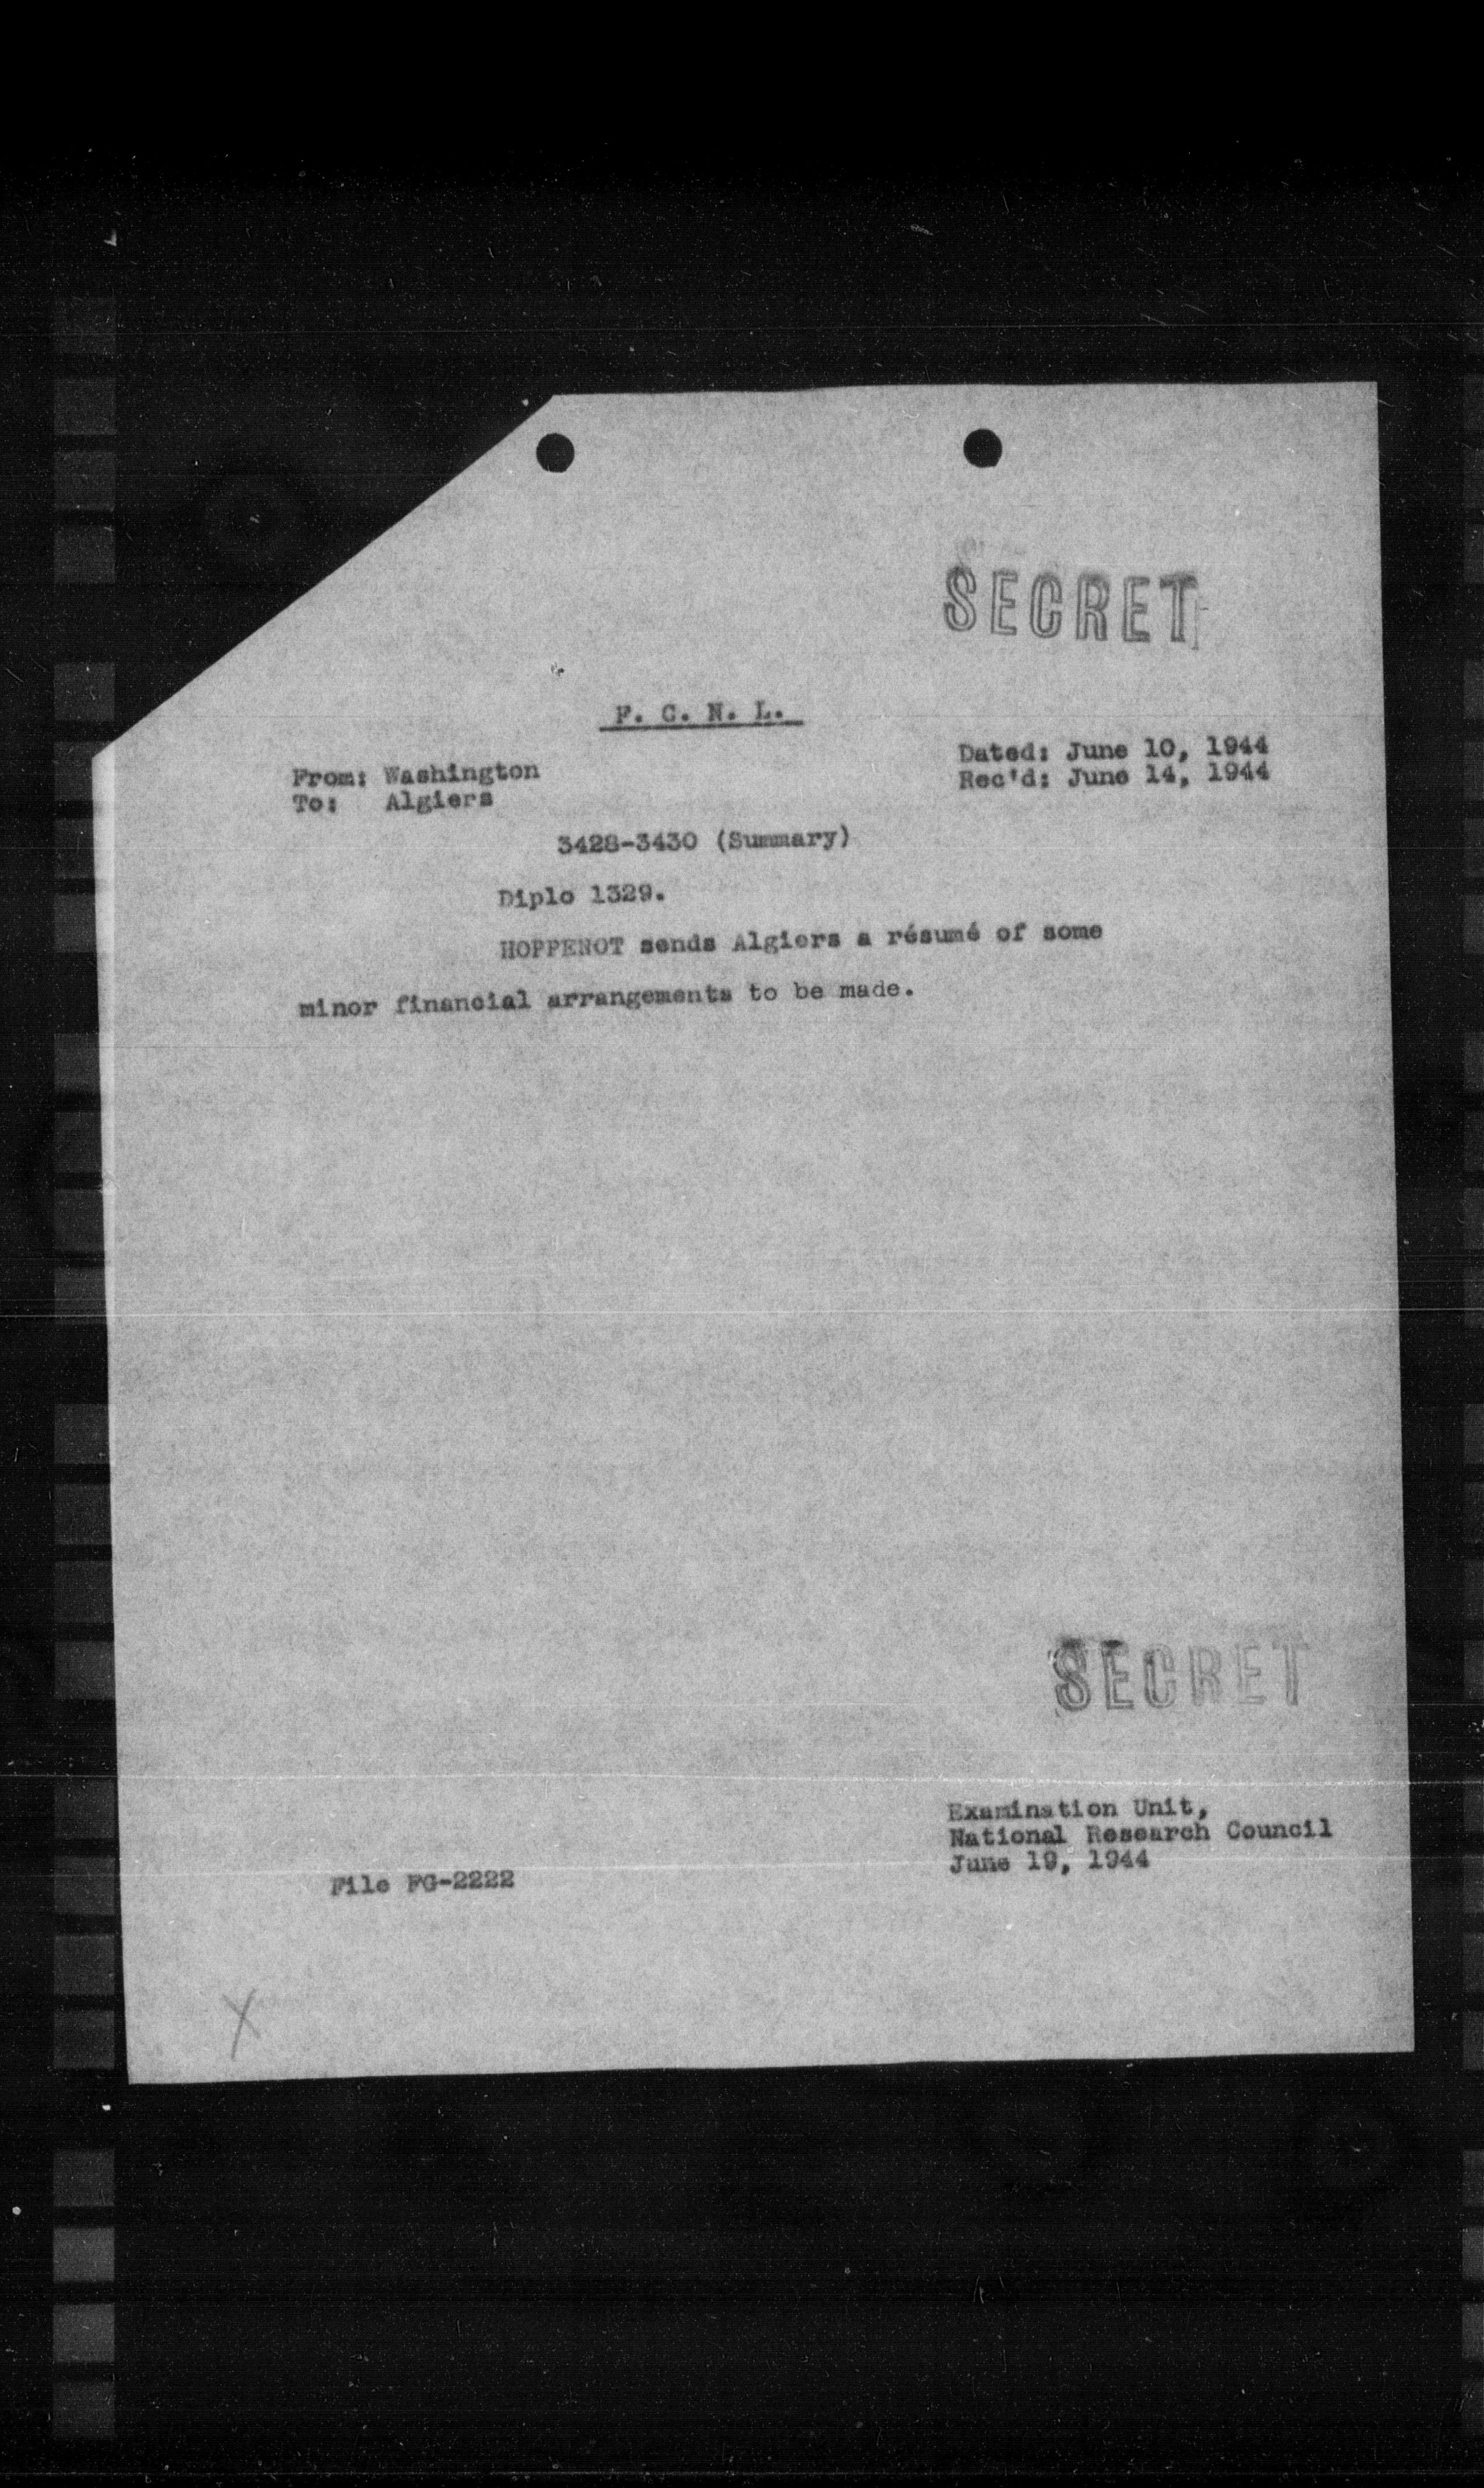 SECRET
F. C. N. L.
Dated: June 10, 1944
Rec'd: June 14, 1944
From: Washington
To: Algiers
3428-3430 (Summary)
Diplo 1329.
HOPPENOT sends Algiers a résumé of some
minor financial arrangements to be made.
SECRET
Examination Unit,
National Research Council
June 19, 1944
File FG-2222
X